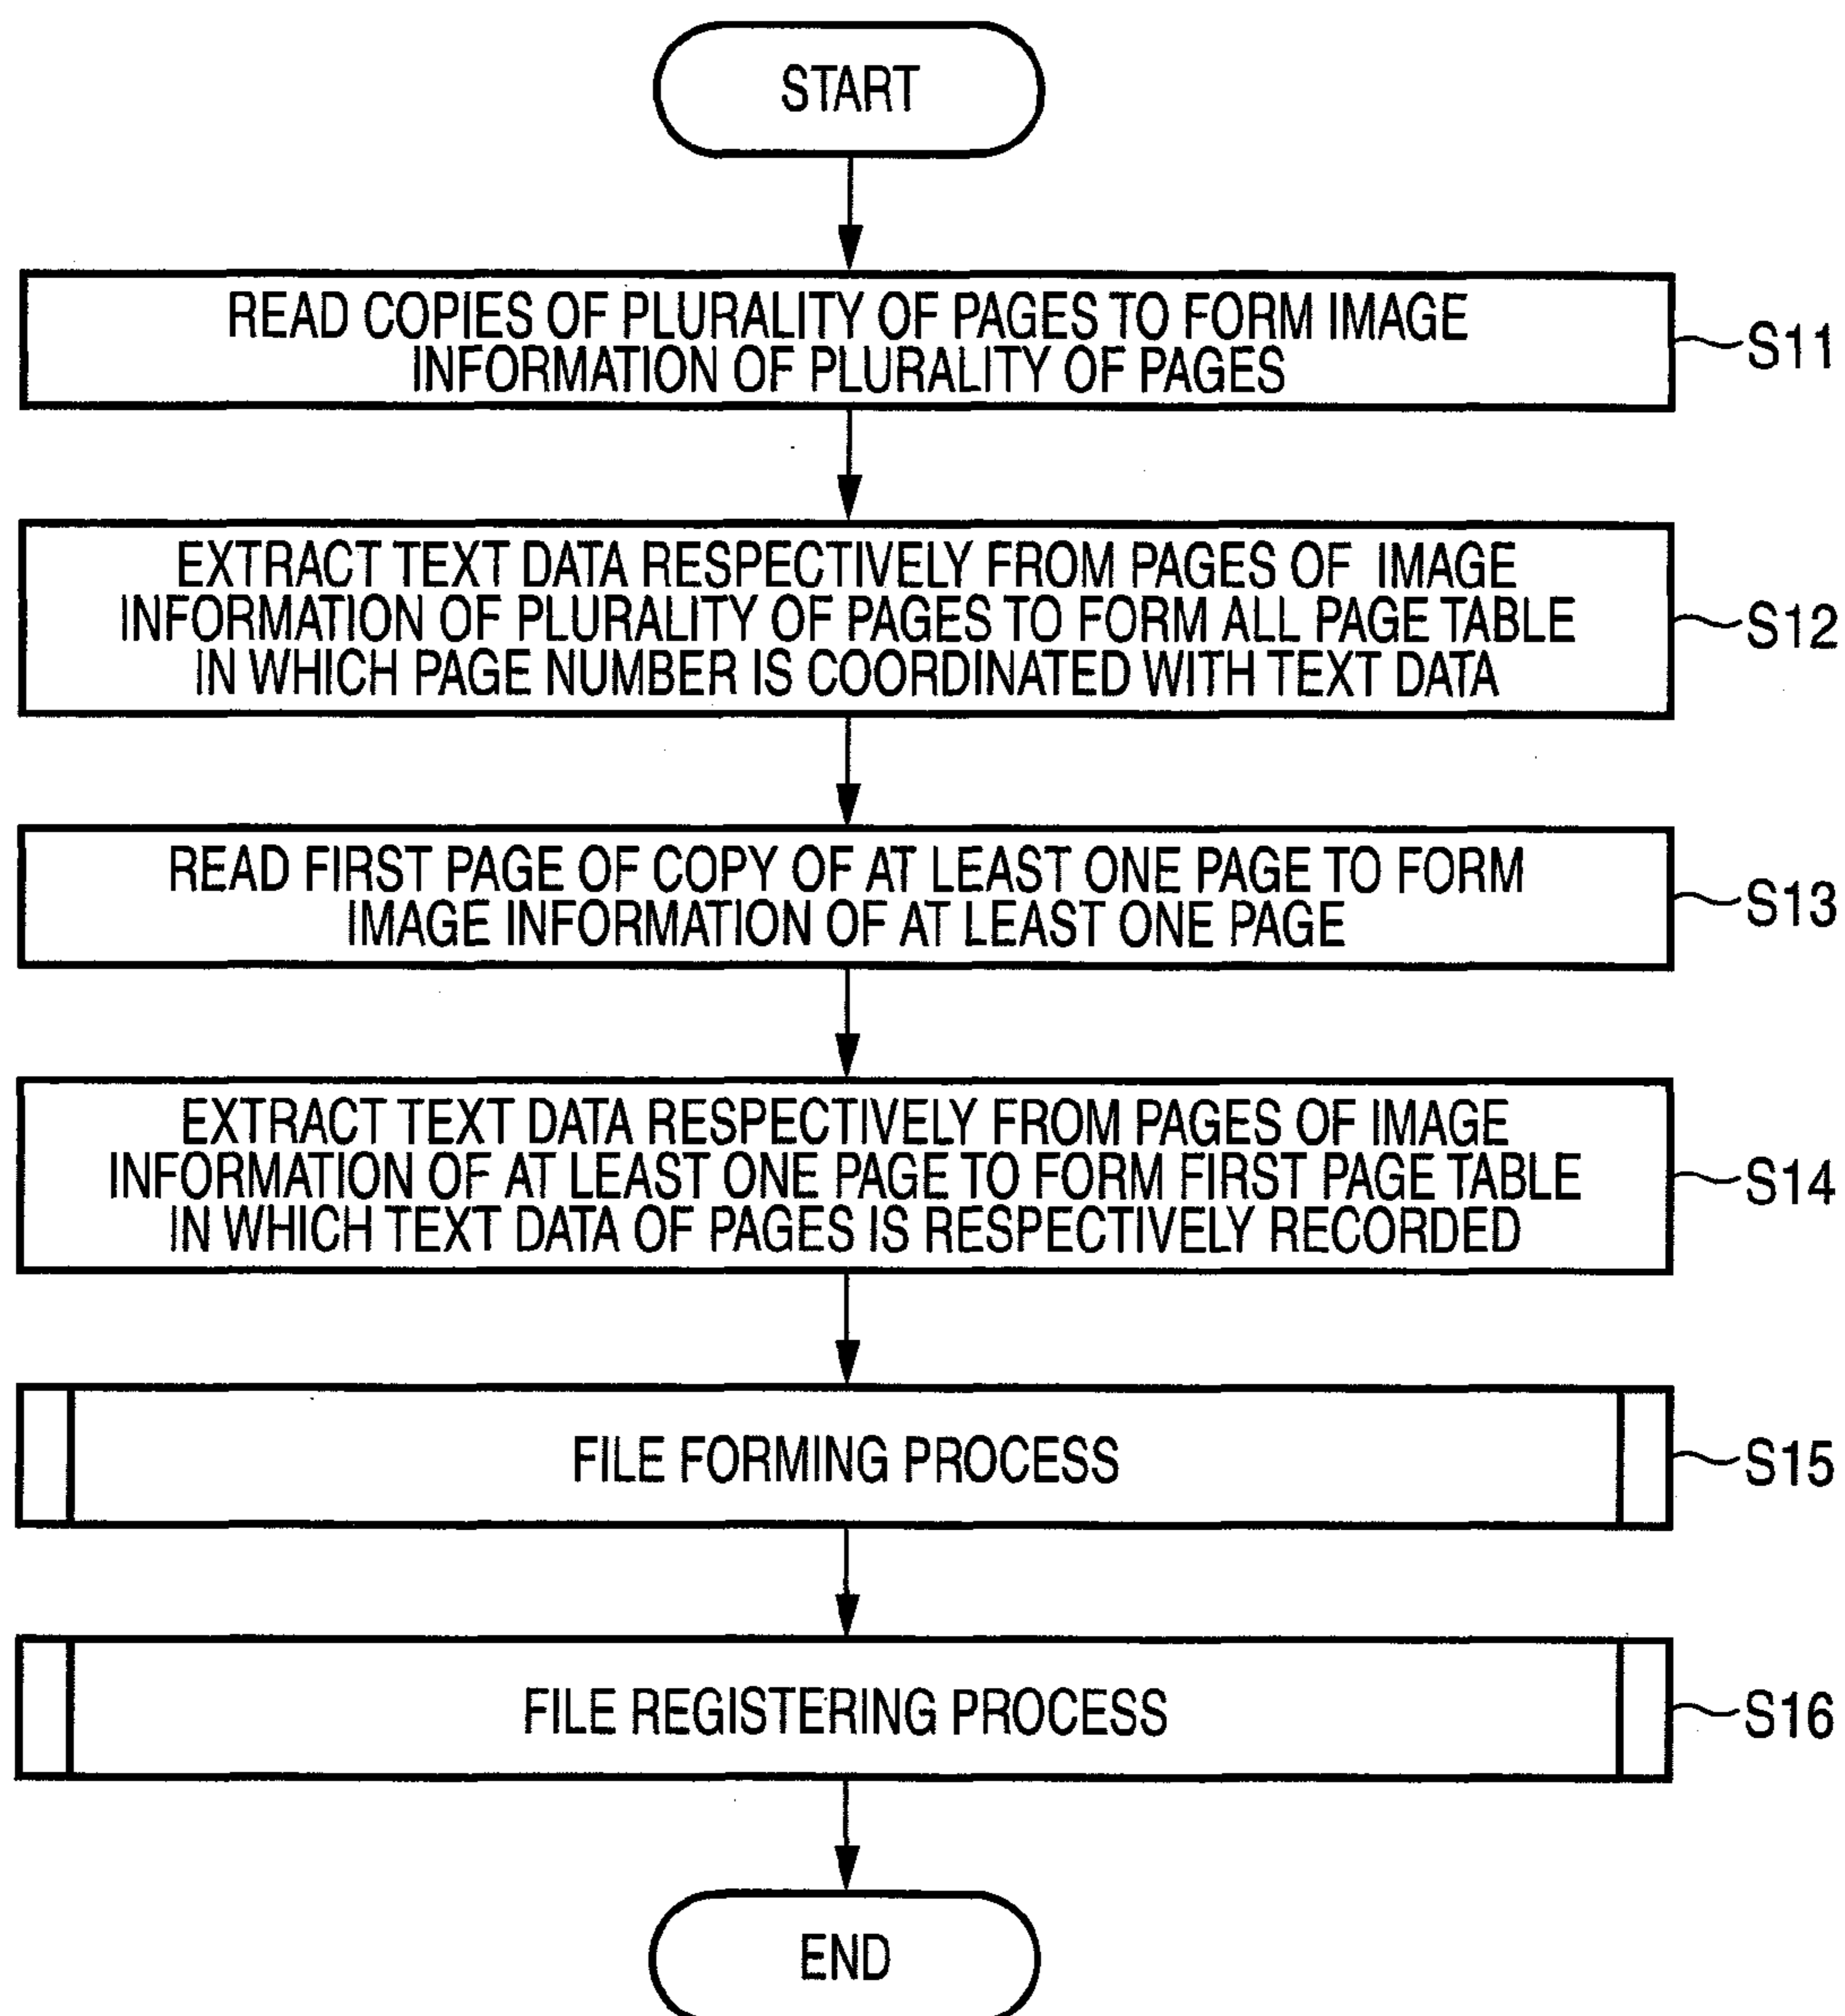 START
READ COPIES OF PLURALITY OF PAGES TO FORM IMAGE
INFORMATION OF PLURALITY OF PAGES
S11
EXTRACT TEXT DATA RESPECTIVELY FROM PAGES OF IMAGE
INFORMATION OF PLURALITY OF PAGES TO FORM ALL PAGE TABLE
IN WHICH PAGE NUMBER IS COORDINATED WITH TEXT DATA
S12
READ FIRST PAGE OF COPY OF AT LEAST ONE PAGE TO FORM
IMAGE INFORMATION OF AT LEAST ONE PAGE
S13
EXTRACT TEXT DATA RESPECTIVELY FROM PAGES OF IMAGE
INFORMATION OF AT LEAST ONE PAGE TO FORM FIRST PAGE TABLE
IN WHICH TEXT DATA OF PAGES IS RESPECTIVELY RECORDED
S14
FILE FORMING PROCESS
S15
FILE REGISTERING PROCESS
S16
END